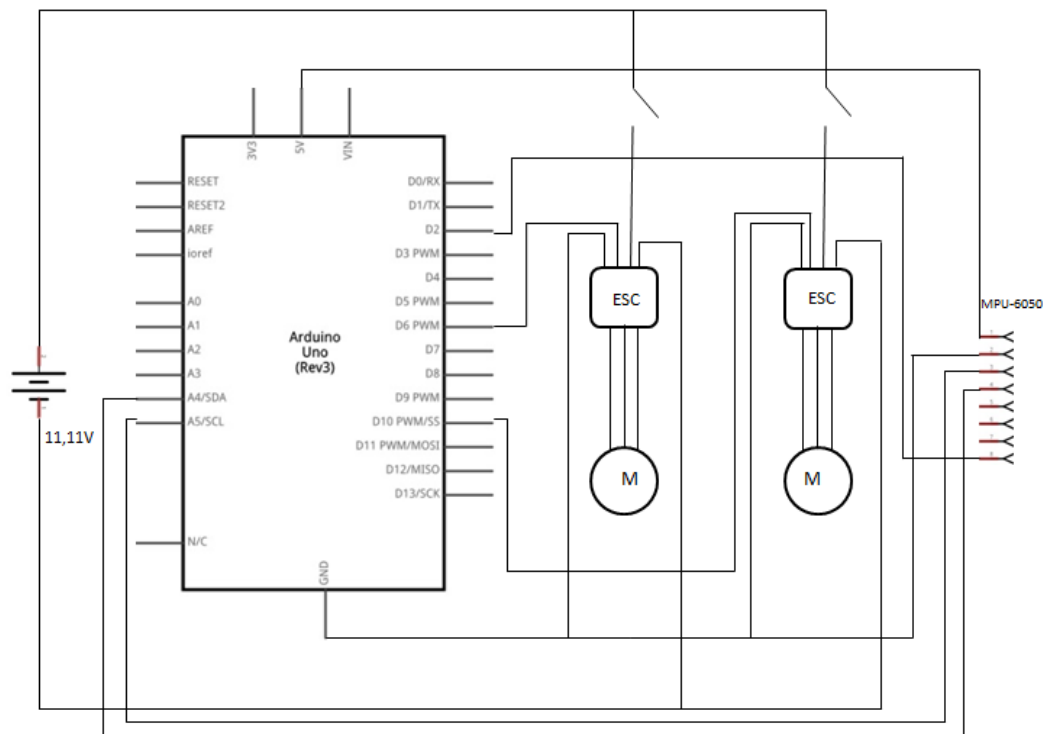 3V3
5V
VIN
RESET
RESET2
AREF
ioref
A0
A1
A2
A3
A4/SDA
A5/SCL
N/C
D0/RX
D1/TX
D2
D3 PWM
D4
D5 PWM
D6 PWM
D7
D8
D9 PWM
D10 PWM/SS
D11 PWM/MOSI
D12/MISO
D13/SCK
Arduino
Uno
(Rev3)
GND
11,11V
ESC
ESC
M
M
MPU-6050